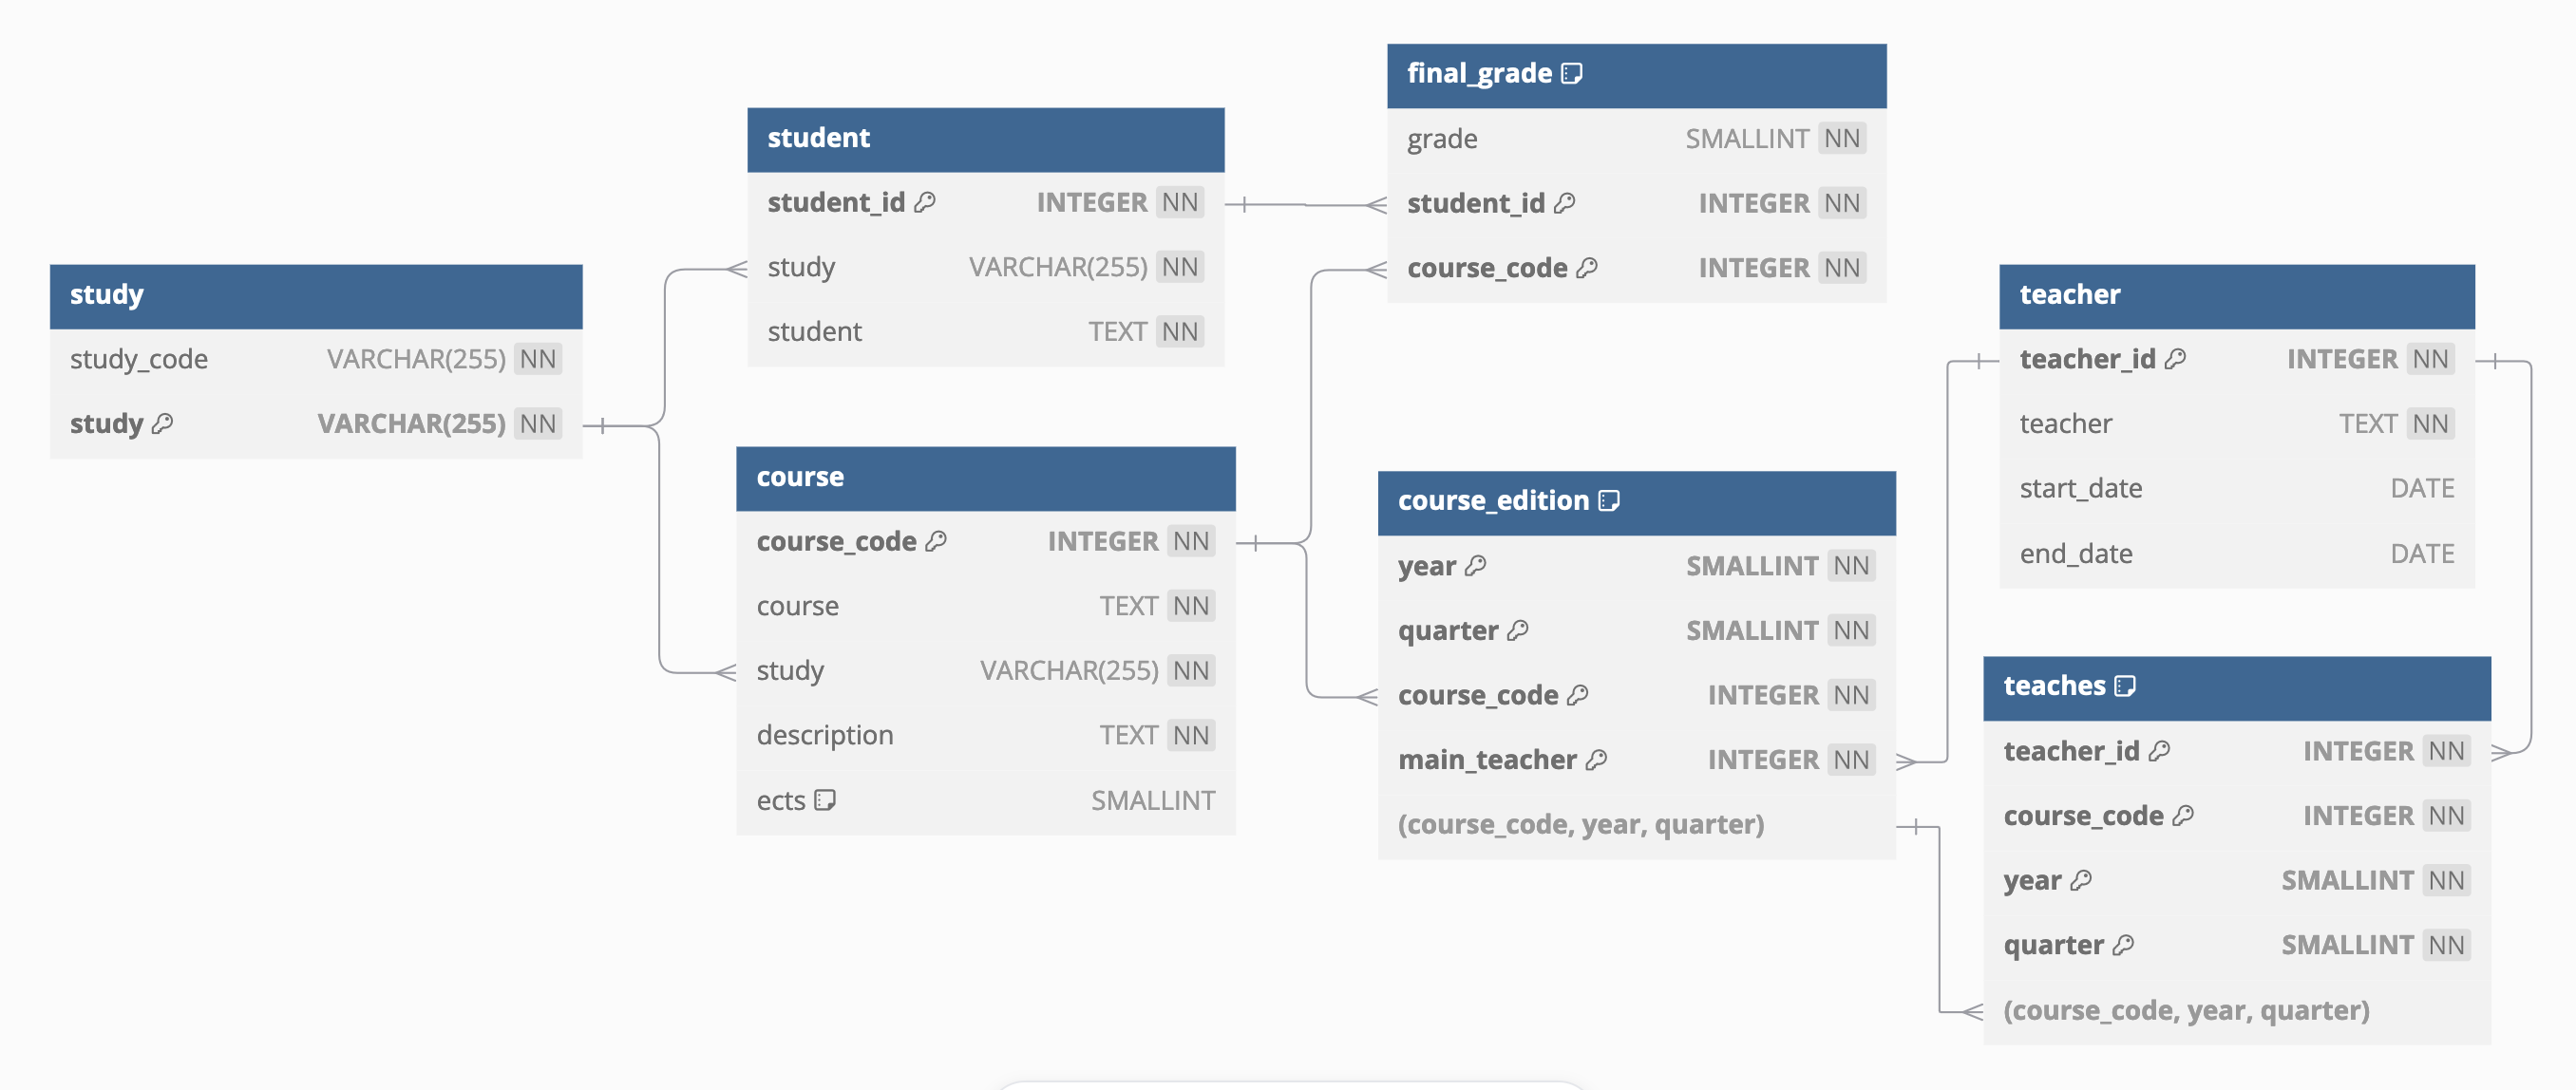 study
study_code VARCHAR(255) NN
study VARCHAR(255) NN
student
student_id INTEGER NN
study VARCHAR(255) NN
student TEXT NN
course
course_code INTEGER NN
course TEXT NN
study VARCHAR(255) NN
description TEXT NN
ects SMALLINT
final_grade
grade SMALLINT NN
student_id INTEGER NN
course_code INTEGER NN
course_edition
year SMALLINT NN
quarter SMALLINT NN
course_code INTEGER NN
main_teacher INTEGER NN
(course_code, year, quarter)
teacher
teacher_id INTEGER NN
teacher TEXT NN
start_date DATE
end_date DATE
teaches
teacher_id INTEGER NN
course_code INTEGER NN
year SMALLINT NN
quarter SMALLINT NN
(course_code, year, quarter)